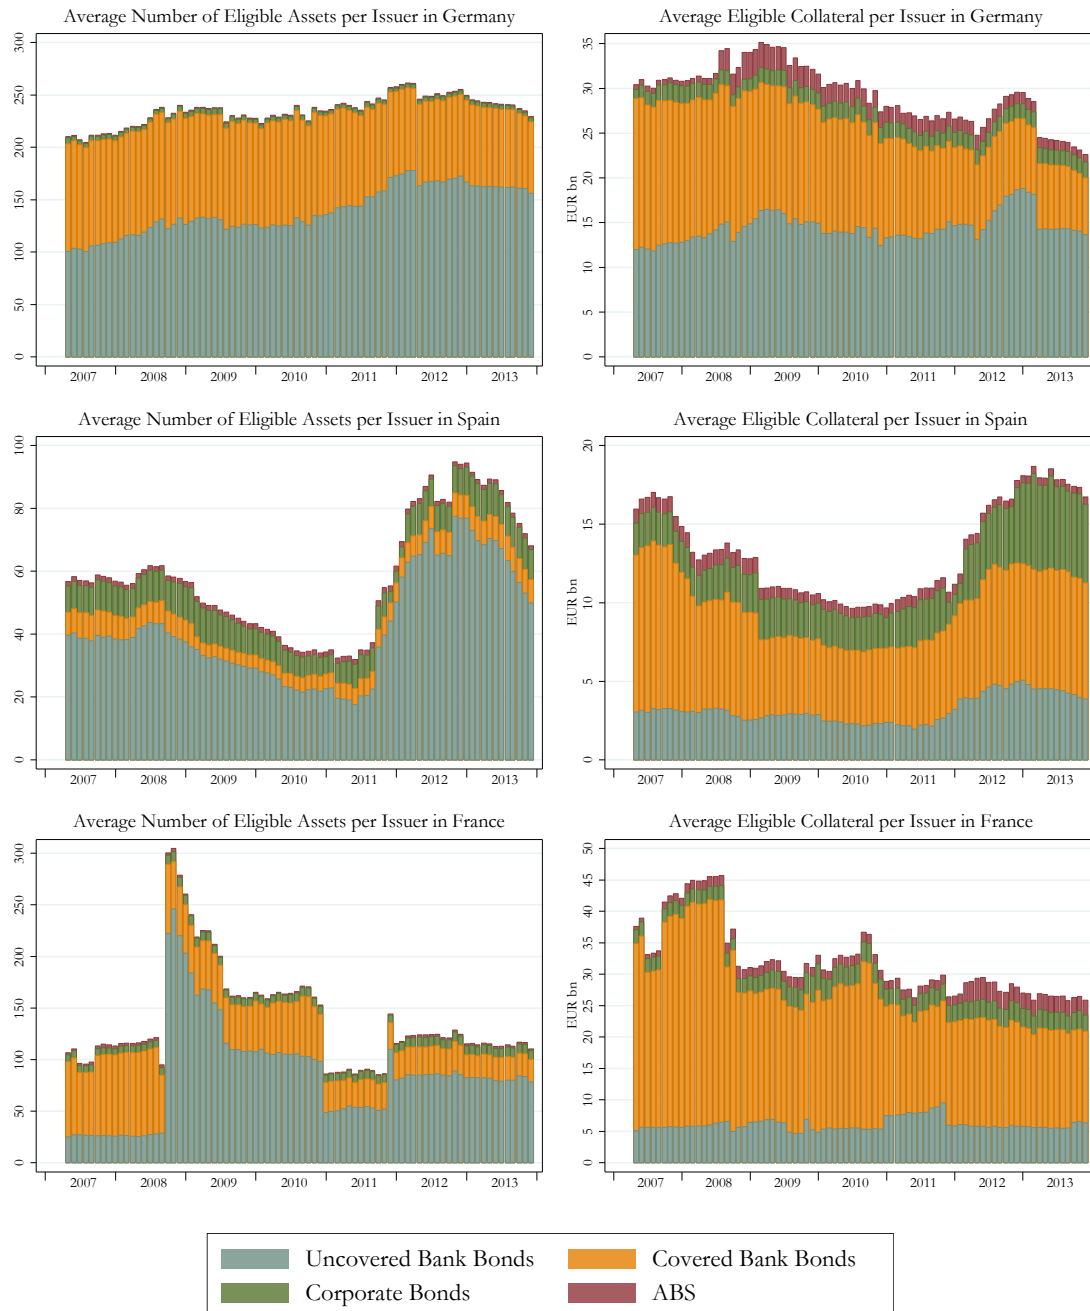 Average Number of Eligible Assets per Issuer in Germany
300
250
200
150
100
50
0
2007 2008 2009 2010 2011 2012 2013
Average Eligible Collateral per Issuer in Germany
EUR bn
35
30
25
20
15
10
5
0
2007 2008 2009 2010 2011 2012 2013
Average Number of Eligible Assets per Issuer in Spain
100
80
60
40
20
0
2007 2008 2009 2010 2011 2012 2013
Average Eligible Collateral per Issuer in Spain
EUR bn
20
15
10
5
0
2007 2008 2009 2010 2011 2012 2013
Average Number of Eligible Assets per Issuer in France
300
250
200
150
100
50
0
2007 2008 2009 2010 2011 2012 2013
Average Eligible Collateral per Issuer in France
EUR bn
50
45
40
35
30
25
20
15
10
5
0
2007 2008 2009 2010 2011 2012 2013
Uncovered Bank Bonds Covered Bank Bonds
Corporate Bonds ABS